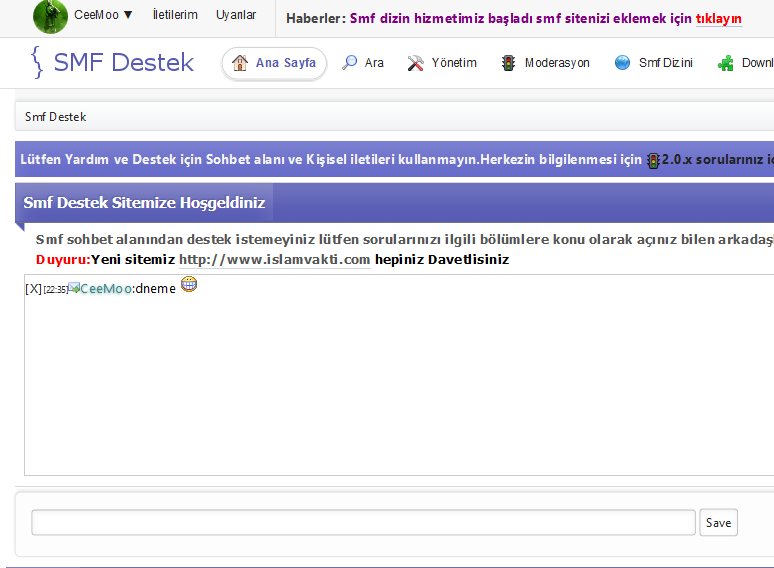 CeeMoo ▼ İletilerim Uyarılar Haberler: Smf dizin hizmetimiz başladı smf sitenizi eklemek için tıklayın
{ SMF Destek Ana Sayfa Ara Yönetim Moderasyon Smf Dizini Downl
Smf Destek
Lütfen Yardım ve Destek için Sohbet alanı ve Kişisel iletileri kullanmayın.Herkezin bilgilenmesi için 2.0.x sorularınız iç
Smf Destek Sitemize Hoşgeldiniz
Smf sohbet alanından destek istemeyiniz lütfen sorularınızı ilgili bölümlere konu olarak açınız bilen arkadaşl
Duyuru:Yeni sitemiz http://www.islamvakti.com hepiniz Davetlisiniz
[X][22:35]CeeMoo:dneme
Save